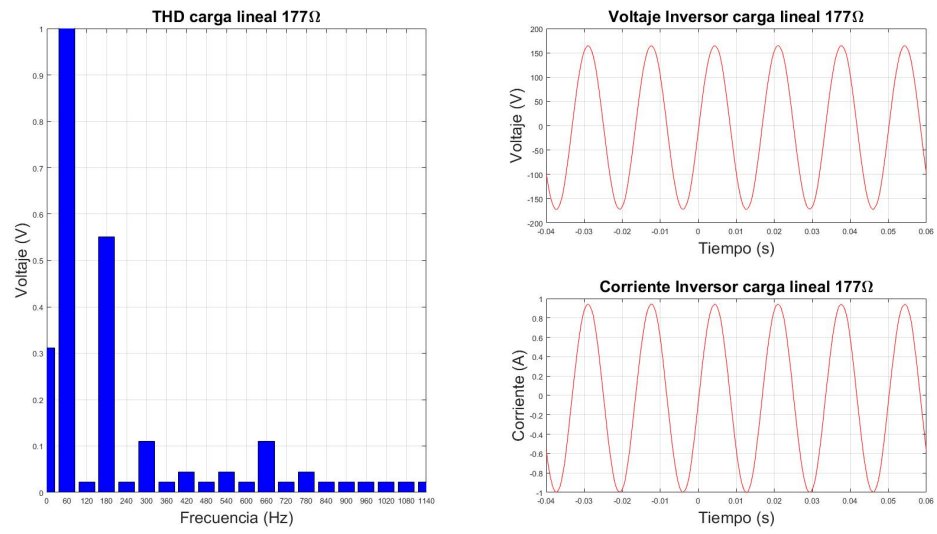 THD carga lineal 177Ω
1
0.9
0.8
0.7
0.6
0.5
0.4
0.3
0.2
0.1
0
Voltaje (V)
0 60 120 180 240 300 360 420 480 540 600 660 720 780 840 900 960 1020 1080 1140
Frecuencia (Hz)
Voltaje Inversor carga lineal 177Ω
200
150
100
50
0
-50
-100
-150
-200
Voltaje (V)
-0.04 -0.03 -0.02 -0.01 0 0.01 0.02 0.03 0.04 0.05 0.06
Tiempo (s)
Corriente Inversor carga lineal 177Ω
1
0.8
0.6
0.4
0.2
0
-0.2
-0.4
-0.6
-0.8
-1
Corriente (A)
-0.04 -0.03 -0.02 -0.01 0 0.01 0.02 0.03 0.04 0.05 0.06
Tiempo (s)